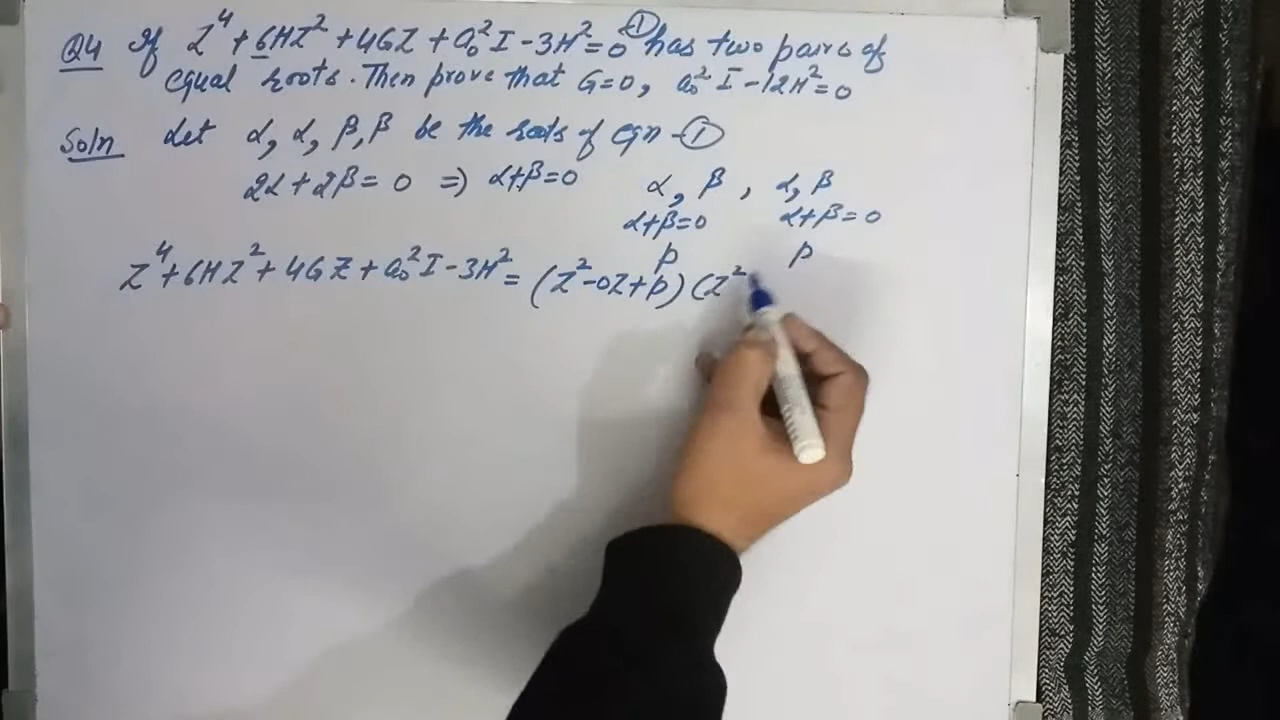 Q4 If Z⁴ + 6HZ² + 4GZ + a₀²I - 3H² = 0 ① has two pairs of
equal roots. Then prove that G=0, a₀²I - 12H² = 0
Soln Let α, α, β, β be the roots of eqn - ①
2α + 2β = 0 => α+β=0 α, β , α, β
α+β=0 α+β=0
p p
Z⁴ + 6HZ² + 4GZ + a₀²I - 3H² = (Z² - 0Z + p) (Z²